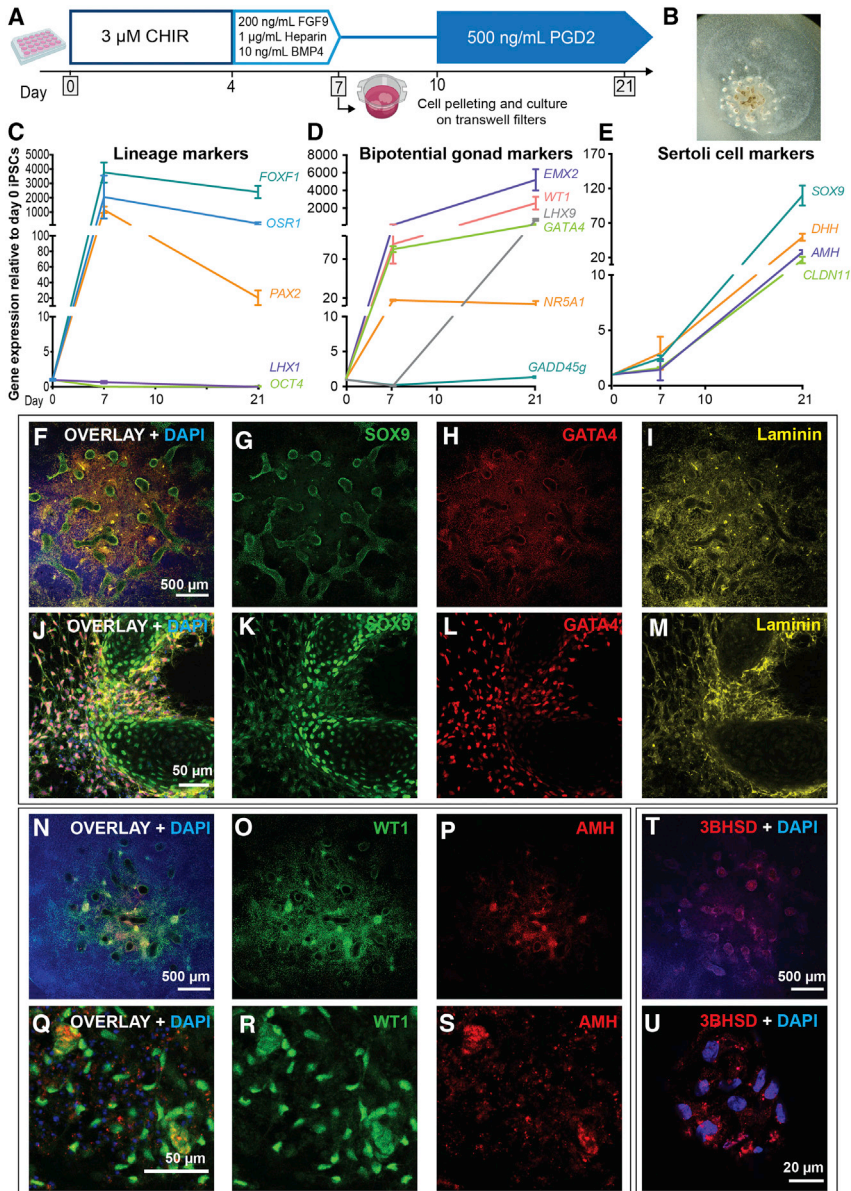 A
3 µM CHIR
200 ng/mL FGF9
1 µg/mL Heparin
10 ng/mL BMP4
500 ng/mL PGD2
Day
0
4
7
10
21
Cell pelleting and culture
on transwell filters
B
C
Lineage markers
Gene expression relative to day 0 iPSCs
5000
4000
3000
2000
1000
100
80
60
40
20
10
1
0
FOXF1
OSR1
PAX2
LHX1
OCT4
Day
0
7
10
21
D
Bipotential gonad markers
8000
6000
4000
2000
100
80
60
40
20
10
1
0
EMX2
WT1
LHX9
GATA4
NR5A1
GADD45g
0
7
10
21
E
Sertoli cell markers
170
120
70
20
10
5
1
0
SOX9
DHH
AMH
CLDN11
0
7
10
21
F OVERLAY + DAPI
500 µm
G SOX9
H GATA4
I Laminin
J OVERLAY + DAPI
50 µm
K SOX9
L GATA4
M Laminin
N OVERLAY + DAPI
500 µm
O WT1
P AMH
T 3BHSD + DAPI
500 µm
Q OVERLAY + DAPI
50 µm
R WT1
S AMH
U 3BHSD + DAPI
20 µm